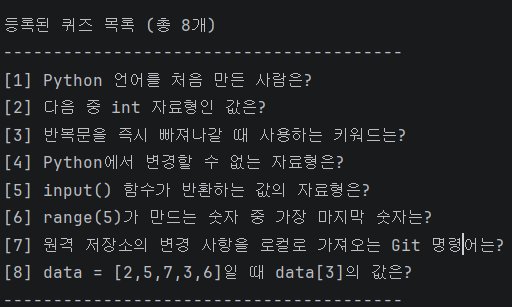 등록된 퀴즈 목록 (총 8개)
----------------------------------------
[1] Python 언어를 처음 만든 사람은?
[2] 다음 중 int 자료형인 값은?
[3] 반복문을 즉시 빠져나갈 때 사용하는 키워드는?
[4] Python에서 변경할 수 없는 자료형은?
[5] input() 함수가 반환하는 값의 자료형은?
[6] range(5)가 만드는 숫자 중 가장 마지막 숫자는?
[7] 원격 저장소의 변경 사항을 로컬로 가져오는 Git 명령어는?
[8] data = [2,5,7,3,6]일 때 data[3]의 값은?
----------------------------------------